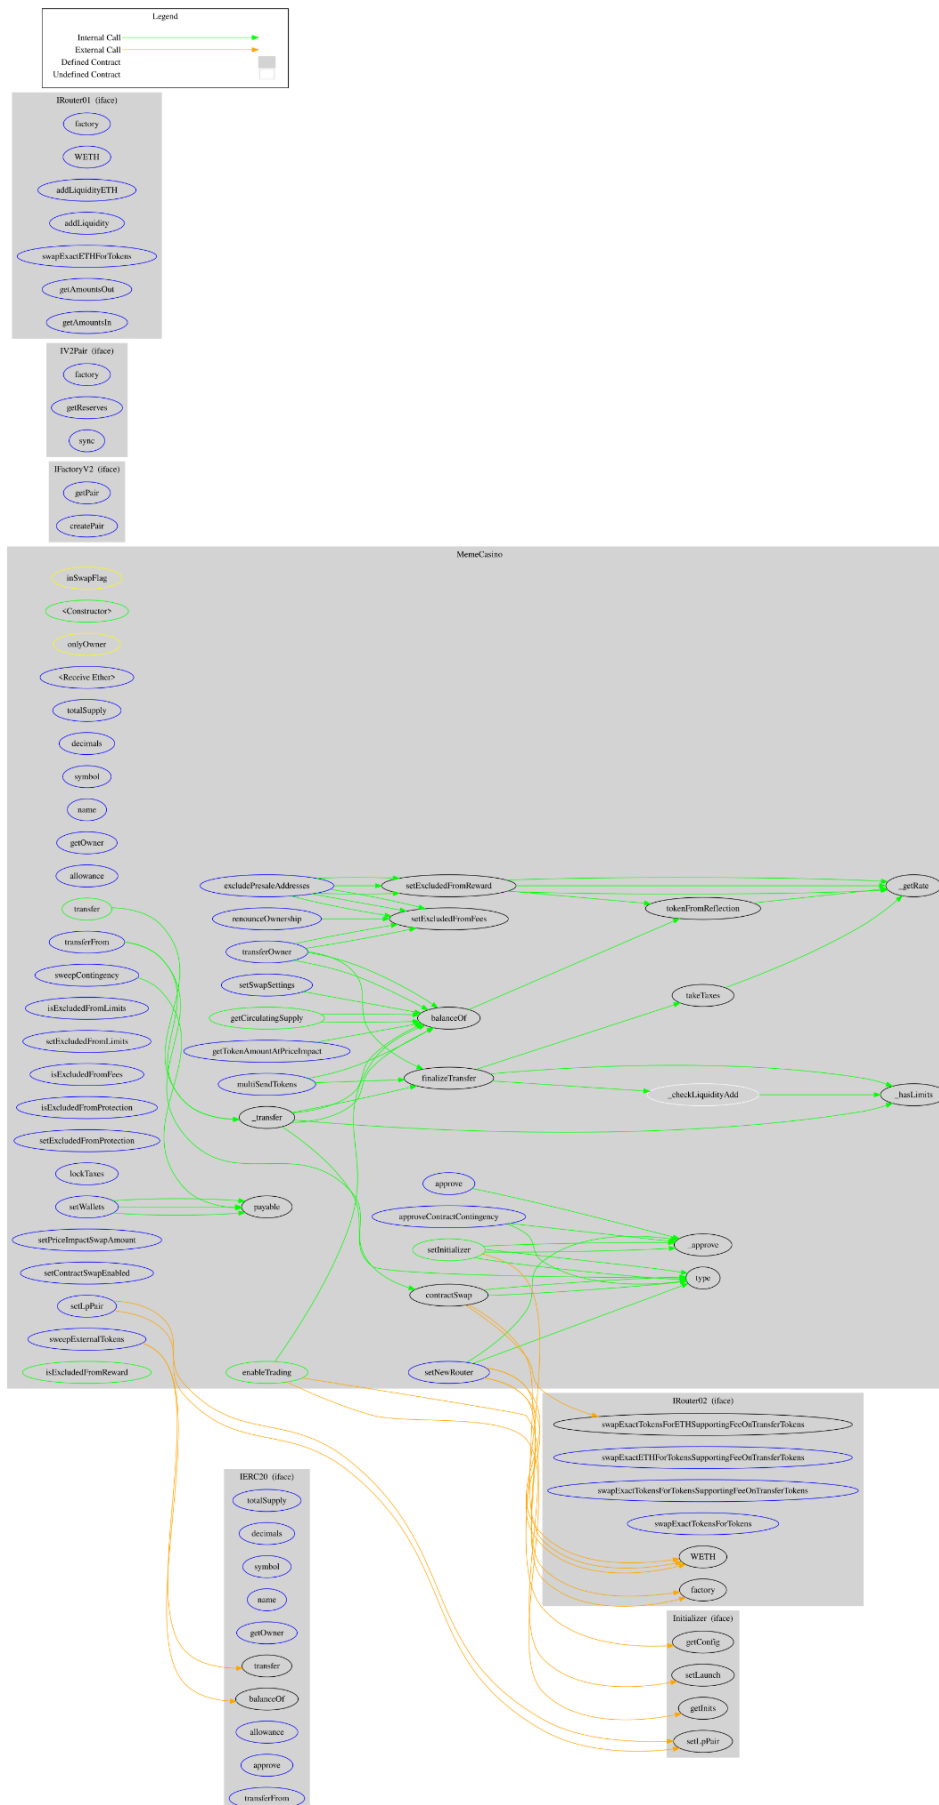 Legend
Internal Call
External Call
Defined Contract
Undefined Contract
IRouter01 (iface)
factory
WETH
addLiquidityETH
addLiquidity
swapExactETHForTokens
getAmountsOut
getAmountsIn
IV2Pair (iface)
factory
getReserves
sync
IFactoryV2 (iface)
getPair
createPair
MemeCasino
inSwapFlag
<Constructor>
onlyOwner
<Receive Ether>
totalSupply
decimals
symbol
name
getOwner
allowance
transfer
transferFrom
sweepContingency
isExcludedFromLimits
setExcludedFromLimits
isExcludedFromFees
isExcludedFromProtection
setExcludedFromProtection
lockTaxes
setWallets
setPriceImpactSwapAmount
setContractSwapEnabled
setLpPair
sweepExternalTokens
isExcludedFromReward
excludePresaleAddresses
renounceOwnership
transferOwner
setSwapSettings
getCirculatingSupply
getTokenAmountAtPriceImpact
multiSendTokens
_transfer
payable
enableTrading
setExcludedFromReward
setExcludedFromFees
balanceOf
finalizeTransfer
approve
approveContractContingency
setInitializer
contractSwap
setNewRouter
tokenFromReflection
takeTaxes
_checkLiquidityAdd
_approve
type
_getRate
_hasLimits
IRouter02 (iface)
swapExactTokensForETHSupportingFeeOnTransferTokens
swapExactETHForTokensSupportingFeeOnTransferTokens
swapExactTokensForTokensSupportingFeeOnTransferTokens
swapExactTokensForTokens
WETH
factory
IERC20 (iface)
totalSupply
decimals
symbol
name
getOwner
transfer
balanceOf
allowance
approve
transferFrom
Initializer (iface)
getConfig
setLaunch
getInits
setLpPair